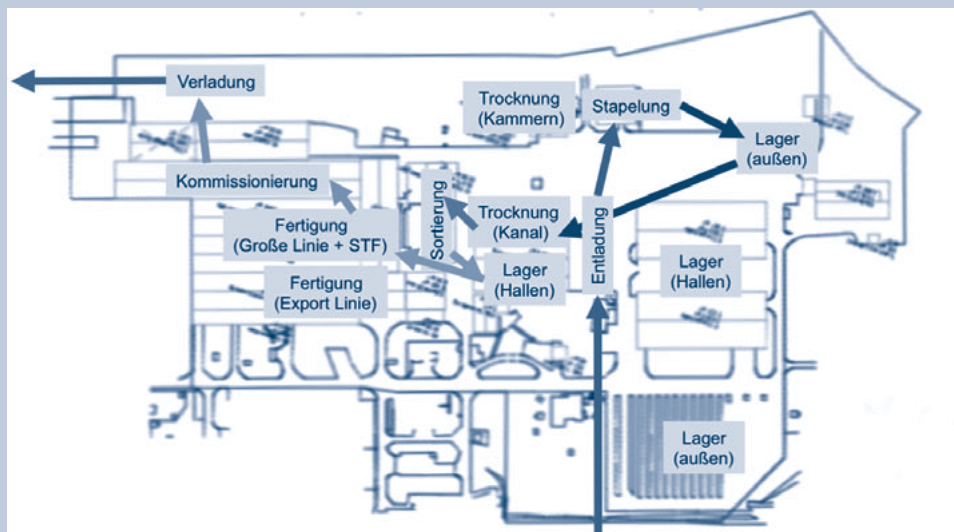 Verladung
Trocknung
(Kammern)
Stapelung
Lager
(außen)
Kommissionierung
Sortierung
Trocknung
(Kanal)
Entladung
Fertigung
(Große Linie + STF)
Lager
(Hallen)
Lager
(Hallen)
Fertigung
(Export Linie)
Lager
(außen)